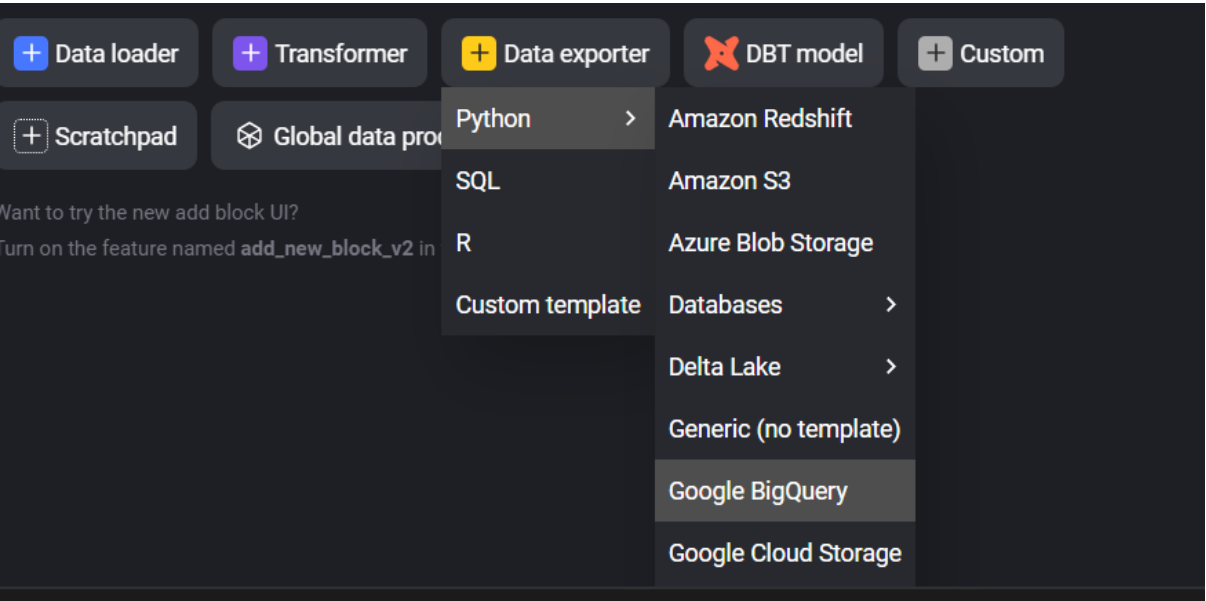 Data loader
Transformer
Data exporter
DBT model
Custom
Scratchpad
Global data pro
Want to try the new add block UI?
Turn on the feature named add_new_block_v2 in
Python
SQL
R
Custom template
Amazon Redshift
Amazon S3
Azure Blob Storage
Databases
Delta Lake
Generic (no template)
Google BigQuery
Google Cloud Storage